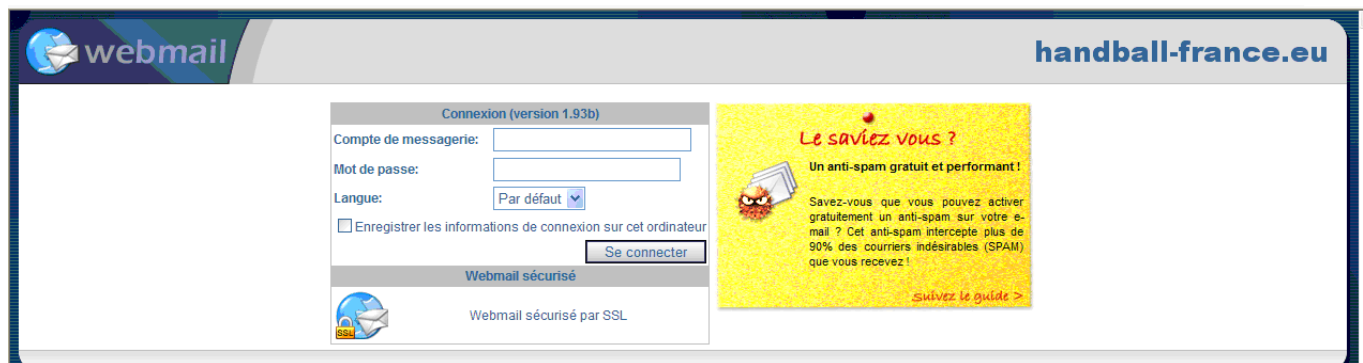 webmail
handball-france.eu
Connexion (version 1.93b)
Compte de messagerie:
Mot de passe:
Langue:
Par défaut
Enregistrer les informations de connexion sur cet ordinateur
Se connecter
Webmail sécurisé
SSL
Webmail sécurisé par SSL
Le saviez vous ?
Un anti-spam gratuit et performant !
Savez-vous que vous pouvez activer
gratuitement un anti-spam sur votre e-
mail ? Cet anti-spam intercepte plus de
90% des courriers indésirables (SPAM)
que vous recevez !
Suivez le guide >